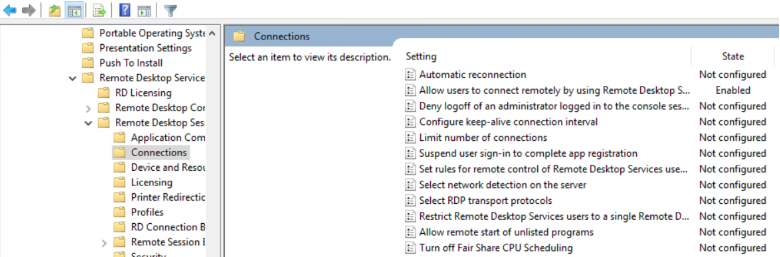 Portable Operating Syste
Presentation Settings
Push To Install
Remote Desktop Service
RD Licensing
Remote Desktop Cor
Remote Desktop Ses
Application Com
Connections
Device and Resou
Licensing
Printer Redirectic
Profiles
RD Connection B
Remote Session E
Security
Connections
Select an item to view its description.
Setting State
Automatic reconnection Not configured
Allow users to connect remotely by using Remote Desktop S... Enabled
Deny logoff of an administrator logged in to the console ses... Not configured
Configure keep-alive connection interval Not configured
Limit number of connections Not configured
Suspend user sign-in to complete app registration Not configured
Set rules for remote control of Remote Desktop Services use... Not configured
Select network detection on the server Not configured
Select RDP transport protocols Not configured
Restrict Remote Desktop Services users to a single Remote D... Not configured
Allow remote start of unlisted programs Not configured
Turn off Fair Share CPU Scheduling Not configured